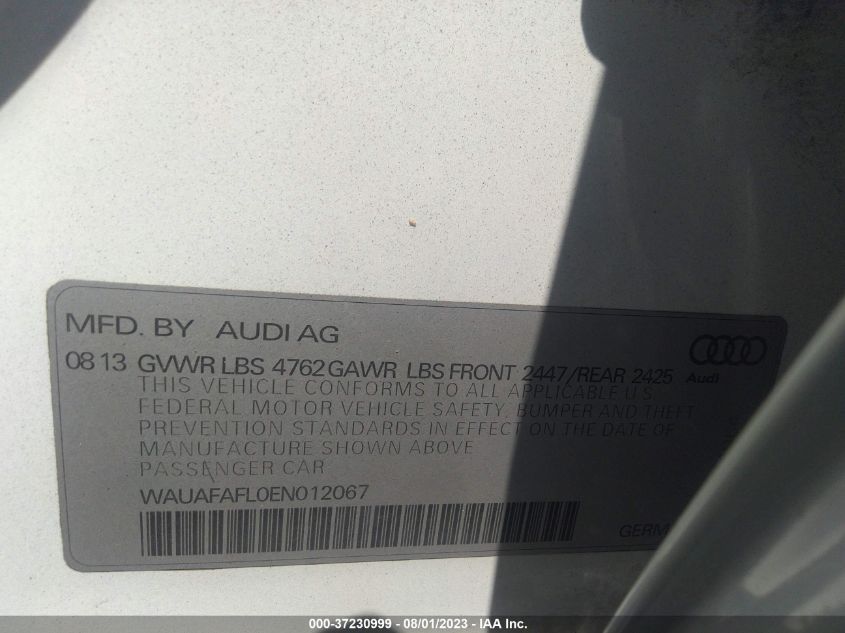 MFD. BY AUDI AG
08 13 GVWR LBS 4762 GAWR LBS FRONT 2447/REAR 2425
Audi
THIS VEHICLE CONFORMS TO ALL APPLICABLE U.S.
FEDERAL MOTOR VEHICLE SAFETY, BUMPER AND THEFT
PREVENTION STANDARDS IN EFFECT ON THE DATE OF
MANUFACTURE SHOWN ABOVE
PASSENGER CAR
WAUAFAFL0EN012067
GERM
000-37230999 - 08/01/2023 - IAA Inc.